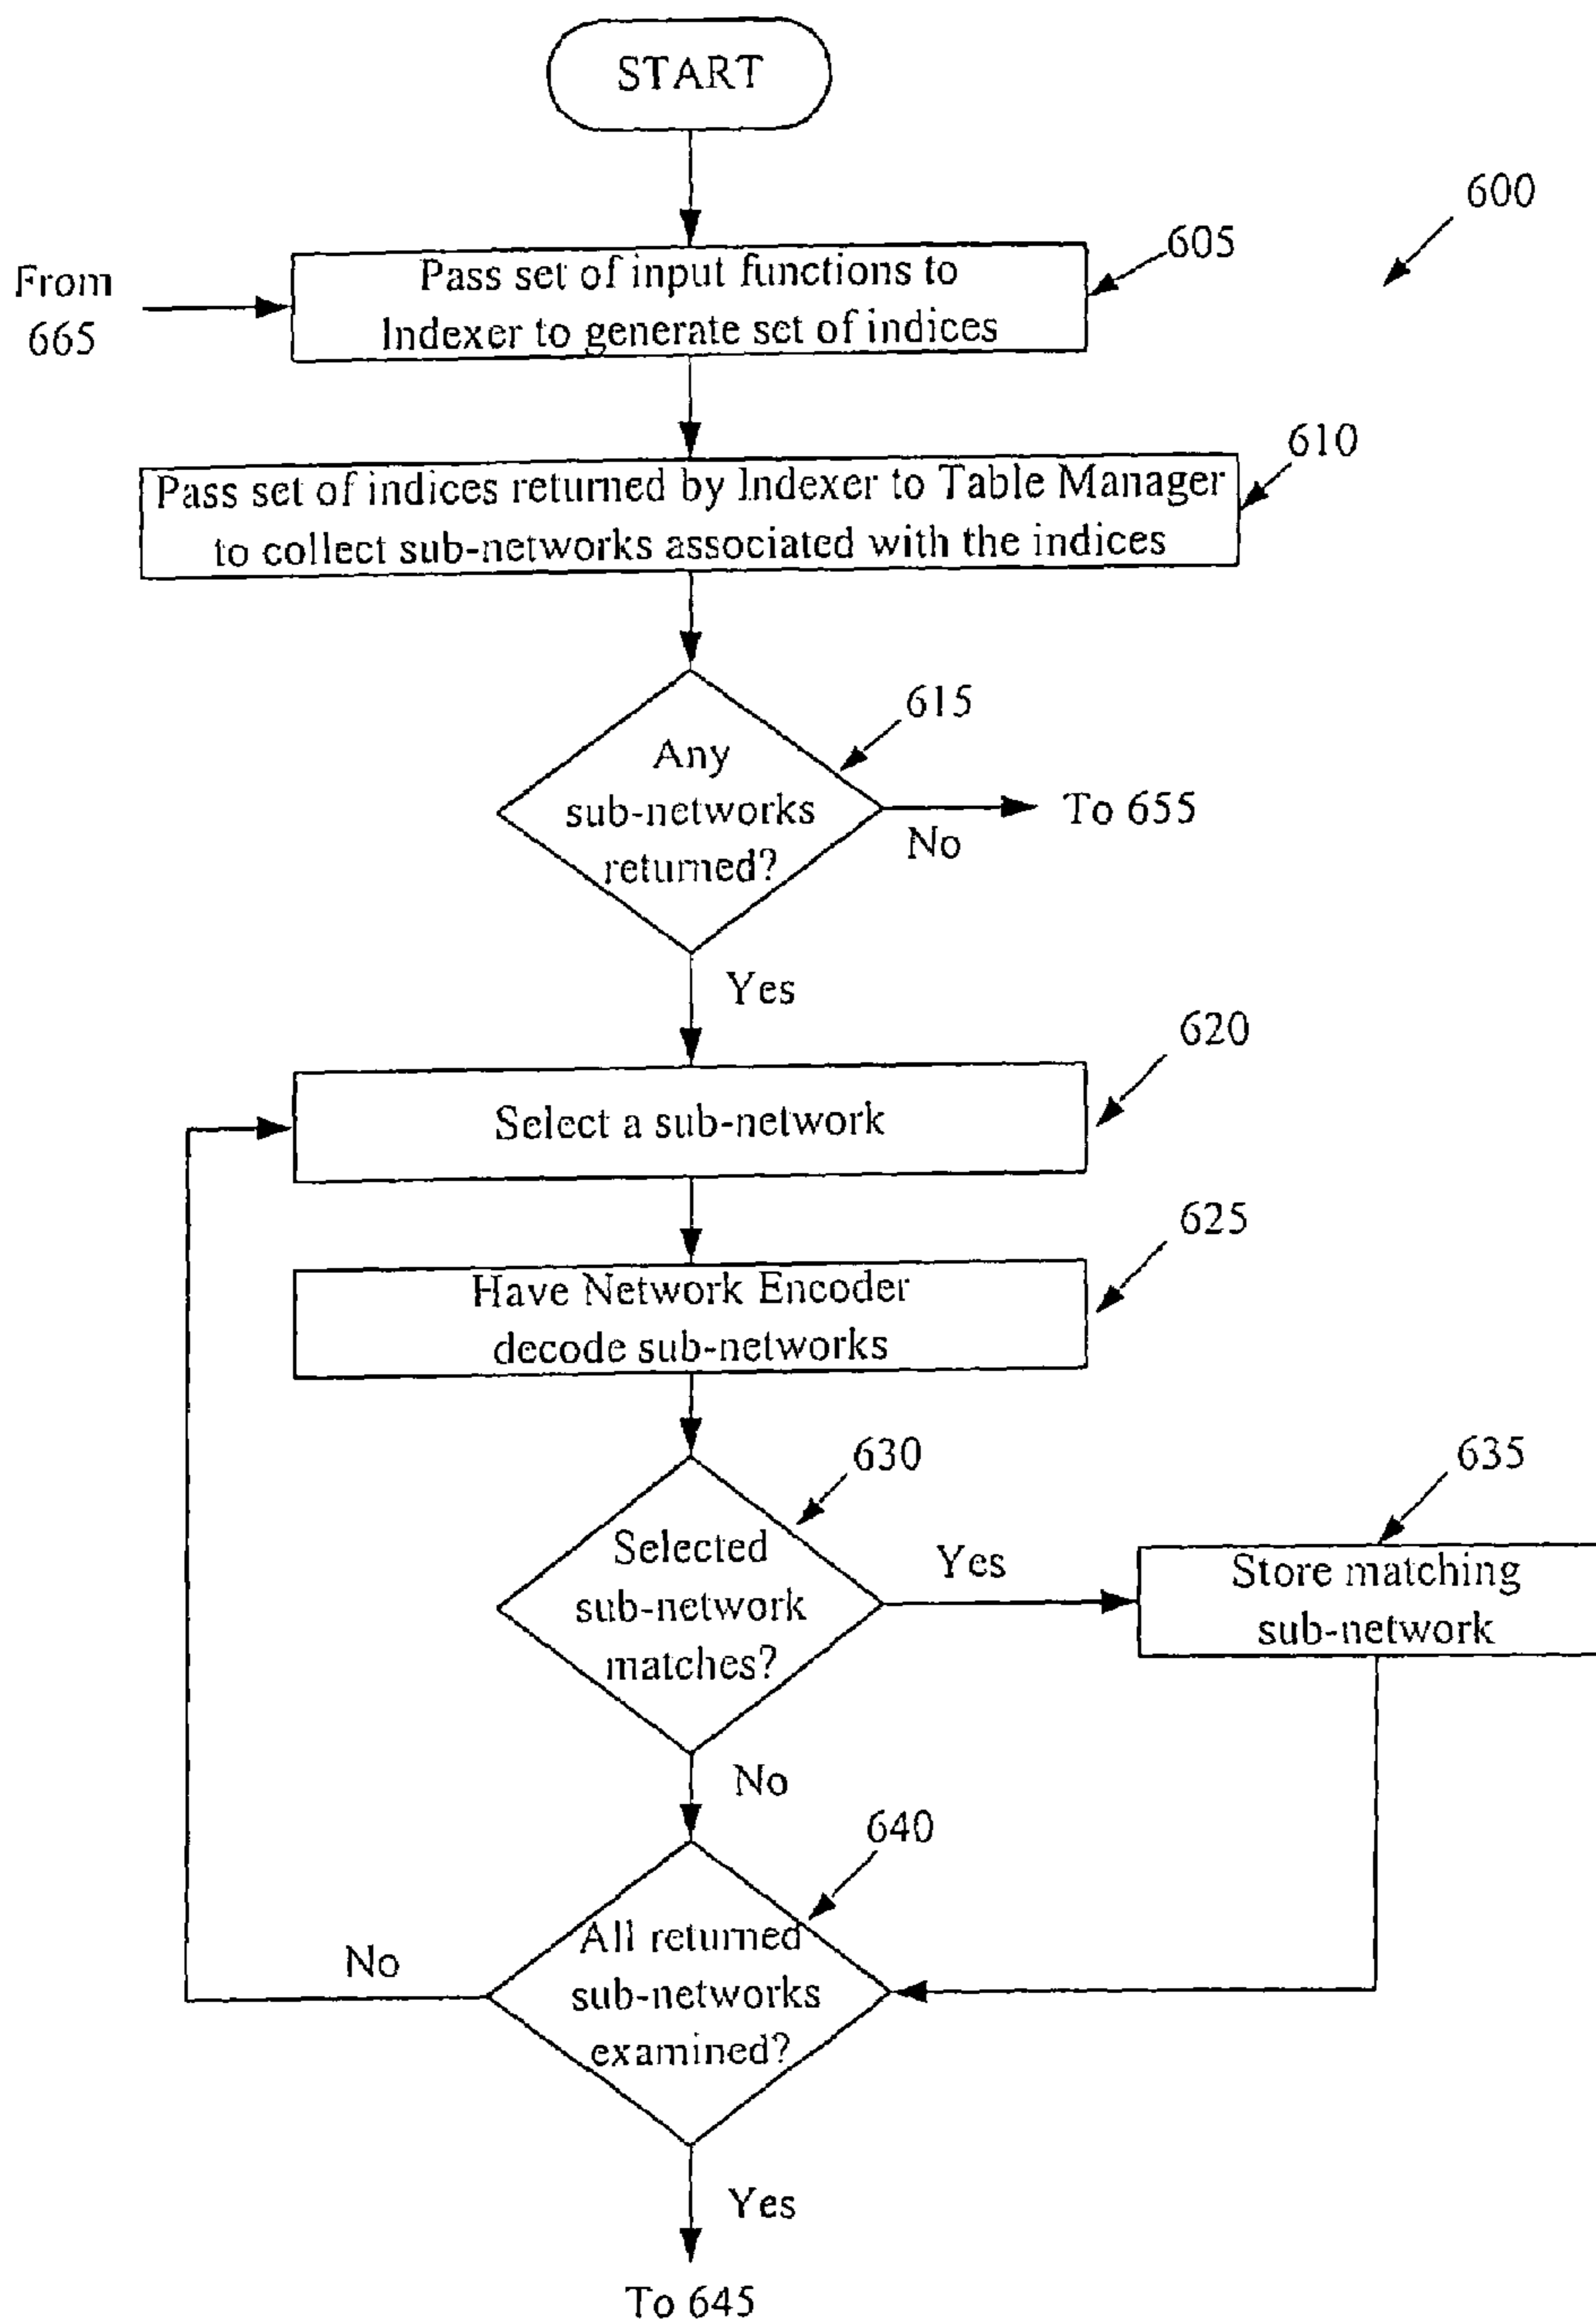 START
600
605
From
665
Pass set of input functions to
Indexer to generate set of indices
610
Pass set of indices returned by Indexer to Table Manager
to collect sub-networks associated with the indices
615
Any
sub-networks
returned?
No
To 655
Yes
620
Select a sub-network
625
Have Network Encoder
decode sub-networks
630
Selected
sub-network
matches?
Yes
635
Store matching
sub-network
No
640
All returned
sub-networks
examined?
No
Yes
To 645